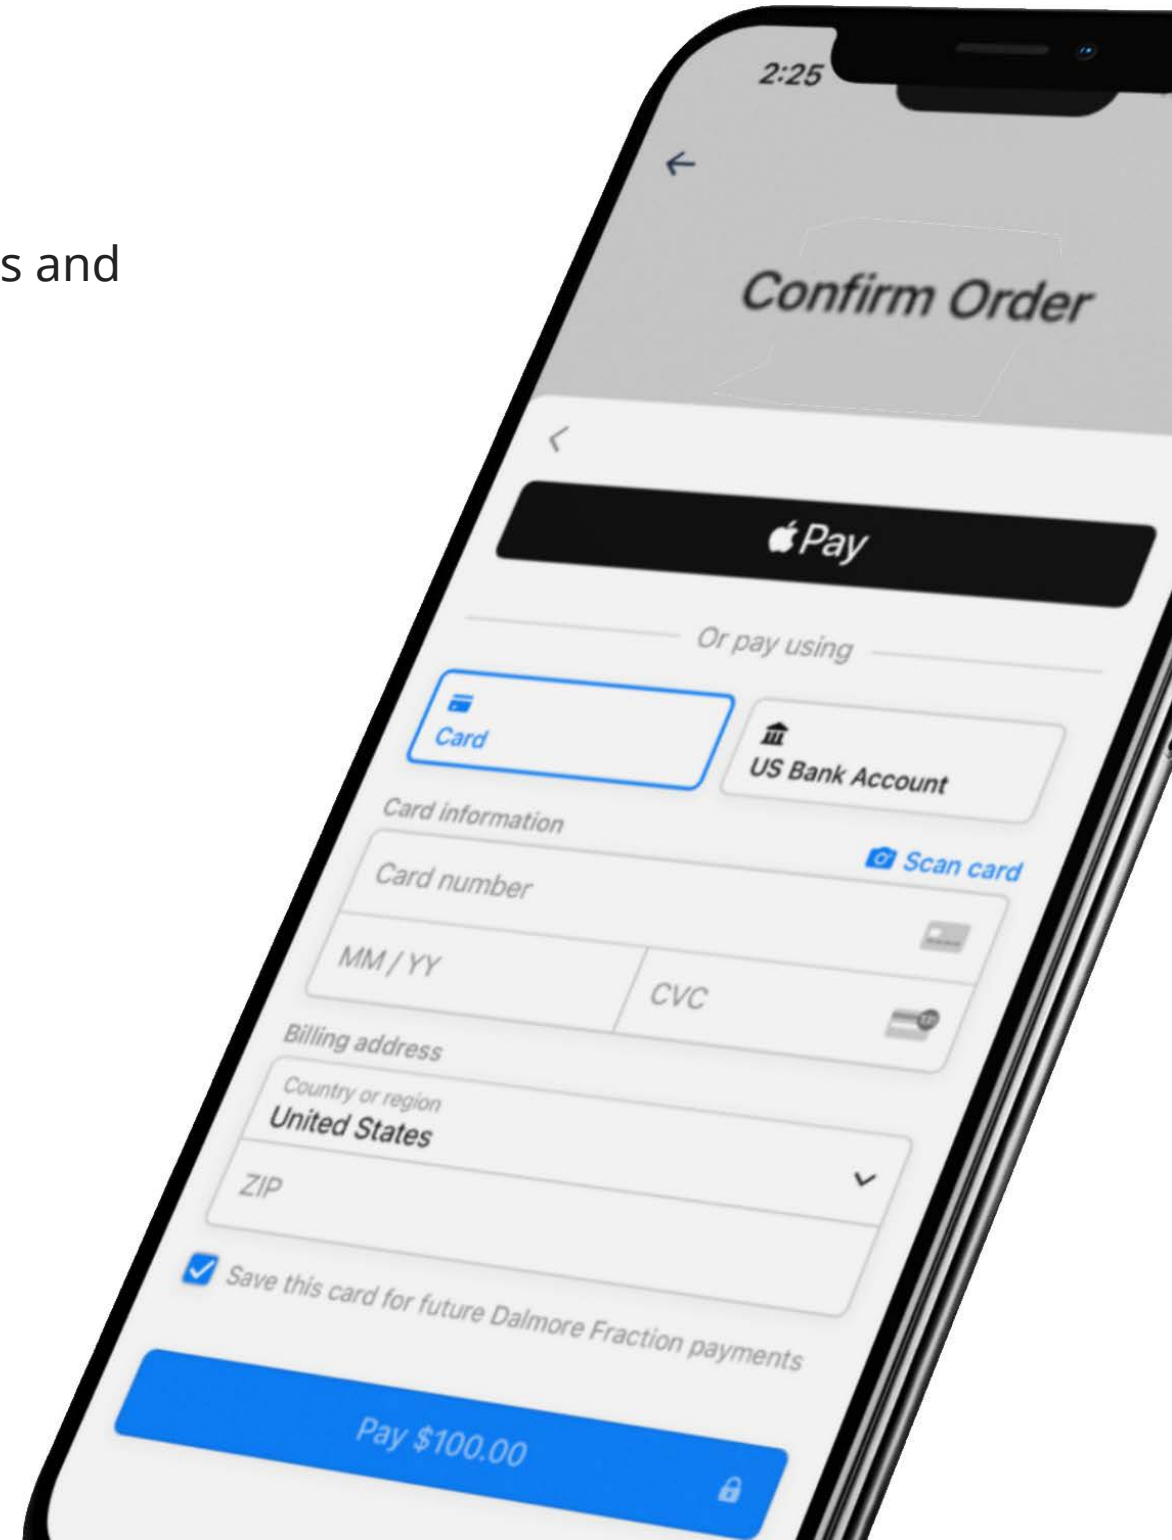 2:25
s and
Confirm Order
Pay
Or pay using
Card
US Bank Account
Card information
Scan card
Card number
MM / YY
CVC
Billing address
Country or region
United States
ZIP
Save this card for future Dalmore Fraction payments
Pay $100.00